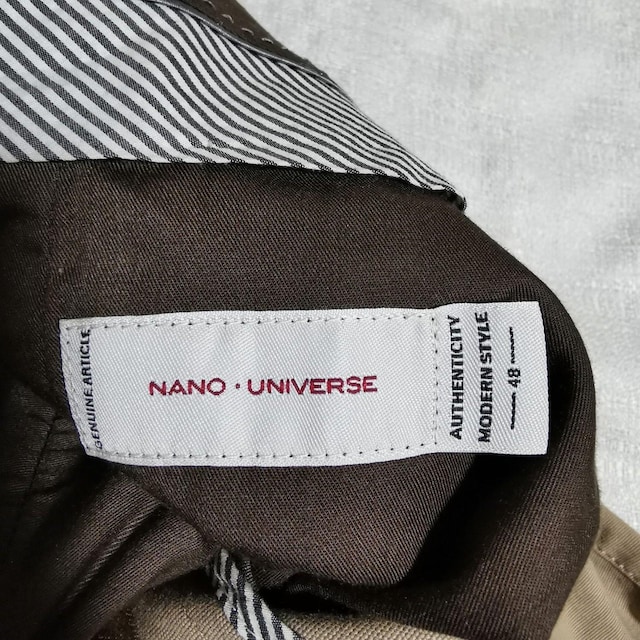 GENUINE ARTICLE
NANO · UNIVERSE
AUTHENTICITY
MODERN STYLE
— 48 —